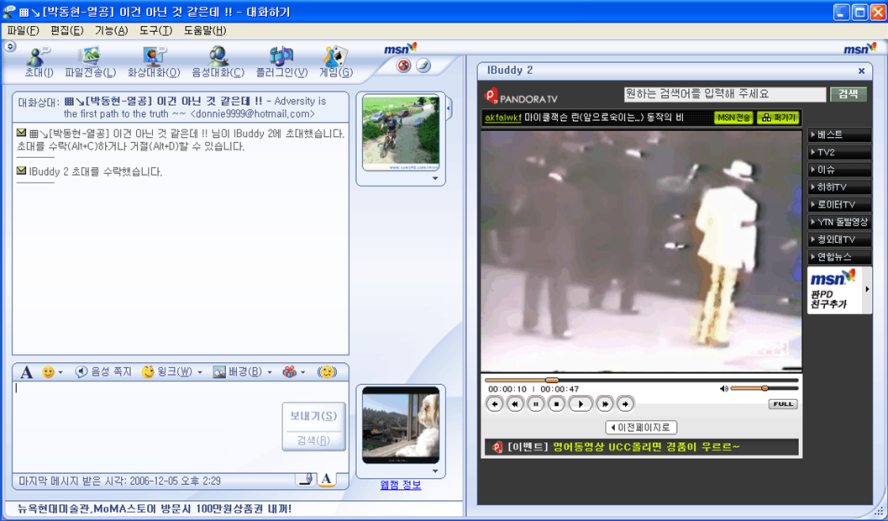 [박동현-열공] 이건 아닌 것 같은데 !! - 대화하기
파일(F) 편집(E) 기능(A) 도구(T) 도움말(H)
초대(I) 파일전송(L) 화상대화(O) 음성대화(C) 플러그인(V) 게임(G)
msn
msn
대화상대: [박동현-열공] 이건 아닌 것 같은데 !! - Adversity is
the first path to the truth ~~ <donnie9999@hotmail.com>
[박동현-열공] 이건 아닌 것 같은데 !! 님이 IBuddy 2에 초대했습니다.
초대를 수락(Alt+C)하거나 거절(Alt+D)할 수 있습니다.
IBuddy 2 초대를 수락했습니다.
음성 쪽지 윙크(W) 배경(B)
보내기(S)
검색(R)
마지막 메시지 받은 시각: 2006-12-05 오후 2:29
웹캠 정보
뉴욕현대미술관,MoMA스토어 방문시 100만원상품권 내꺼!
IBuddy 2
PANDORA TV
원하는 검색어를 입력해 주세요
검색
akfalwkf 마이클잭슨 린(앞으로숙이는,,) 동작의 비
MSN 전송
퍼가기
베스트
TV2
이슈
하하TV
로이터TV
YTN 돌발영상
청와대TV
연합뉴스
msn
판PD
친구추가
00:00:10 | 00:00:47
FULL
이전페이지로
[이벤트] 영어동영상 UCC올리면 경품이 우르르~